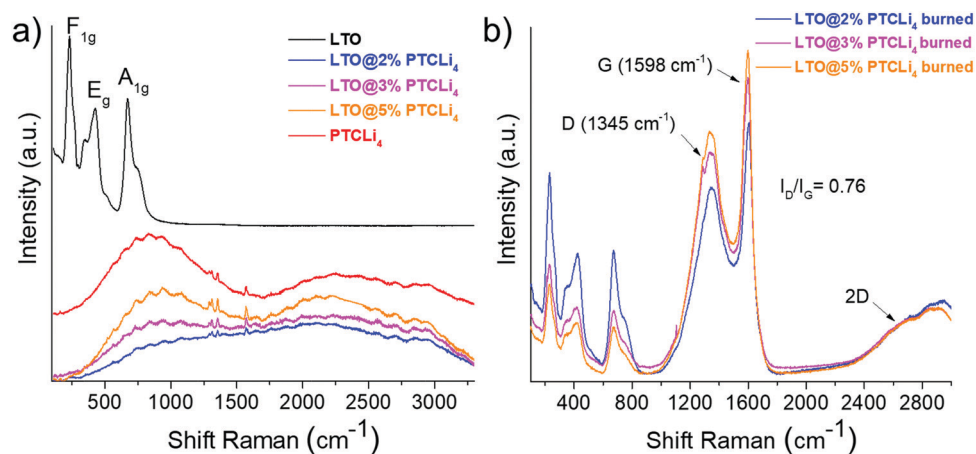 a)
F1g
Eg
A1g
LTO
LTO@2% PTCLi4
LTO@3% PTCLi4
LTO@5% PTCLi4
PTCLi4
Intensity (a.u.)
500 1000 1500 2000 2500 3000
Shift Raman (cm-1)
b)
LTO@2% PTCLi4 burned
LTO@3% PTCLi4 burned
LTO@5% PTCLi4 burned
G (1598 cm-1)
D (1345 cm-1)
ID/IG= 0.76
2D
Intensity (a.u.)
400 800 1200 1600 2000 2400 2800
Shift Raman (cm-1)